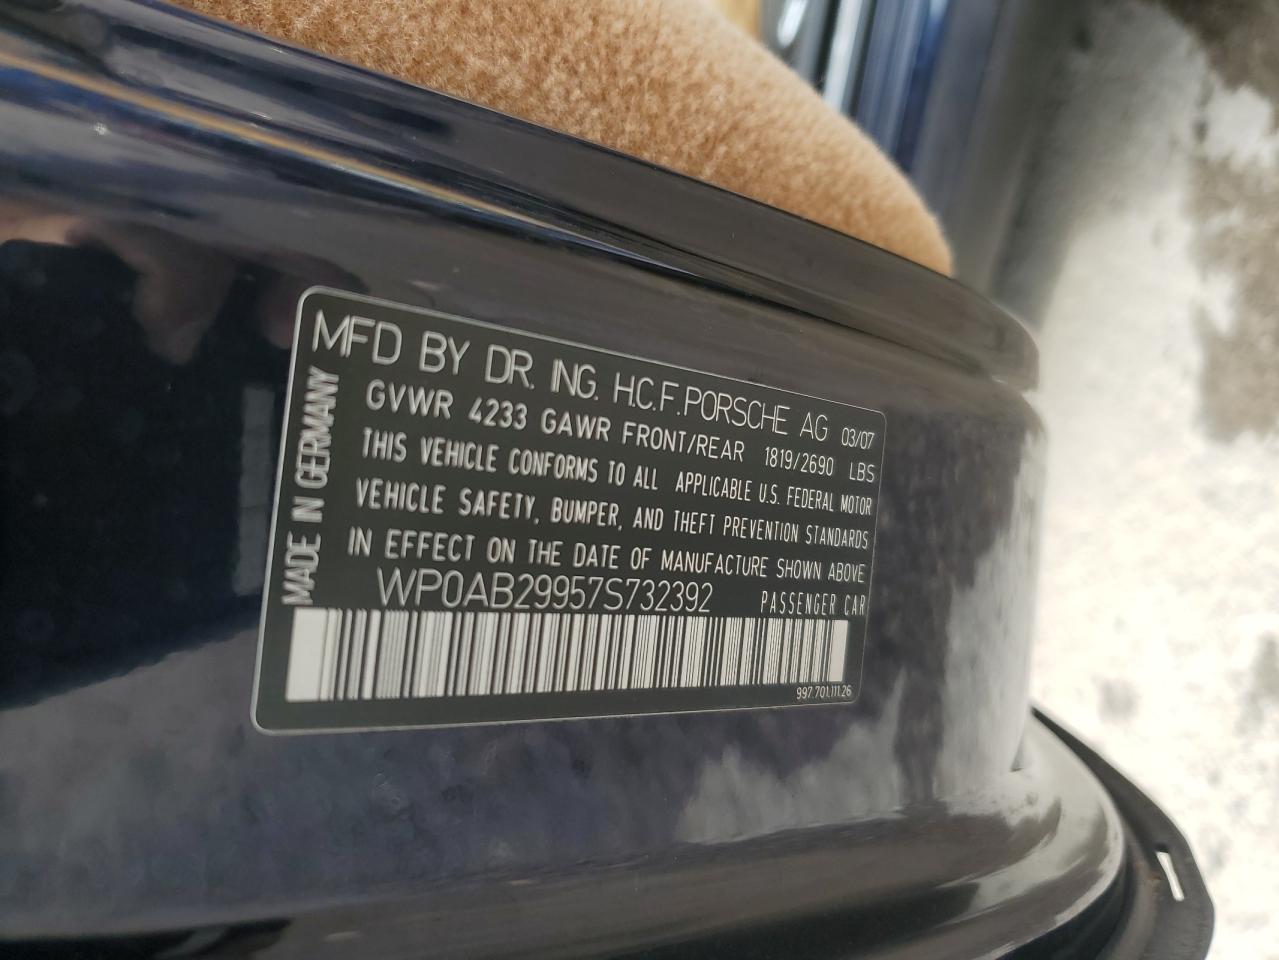 MFD BY DR. ING. H.C.F.PORSCHE AG 03/07
GVWR 4233 GAWR FRONT/REAR 1819/2690 LBS
THIS VEHICLE CONFORMS TO ALL APPLICABLE U.S. FEDERAL MOTOR
VEHICLE SAFETY, BUMPER, AND THEFT PREVENTION STANDARDS
IN EFFECT ON THE DATE OF MANUFACTURE SHOWN ABOVE
WP0AB29957S732392 PASSENGER CAR
997.701.111.26
MADE IN GERMANY